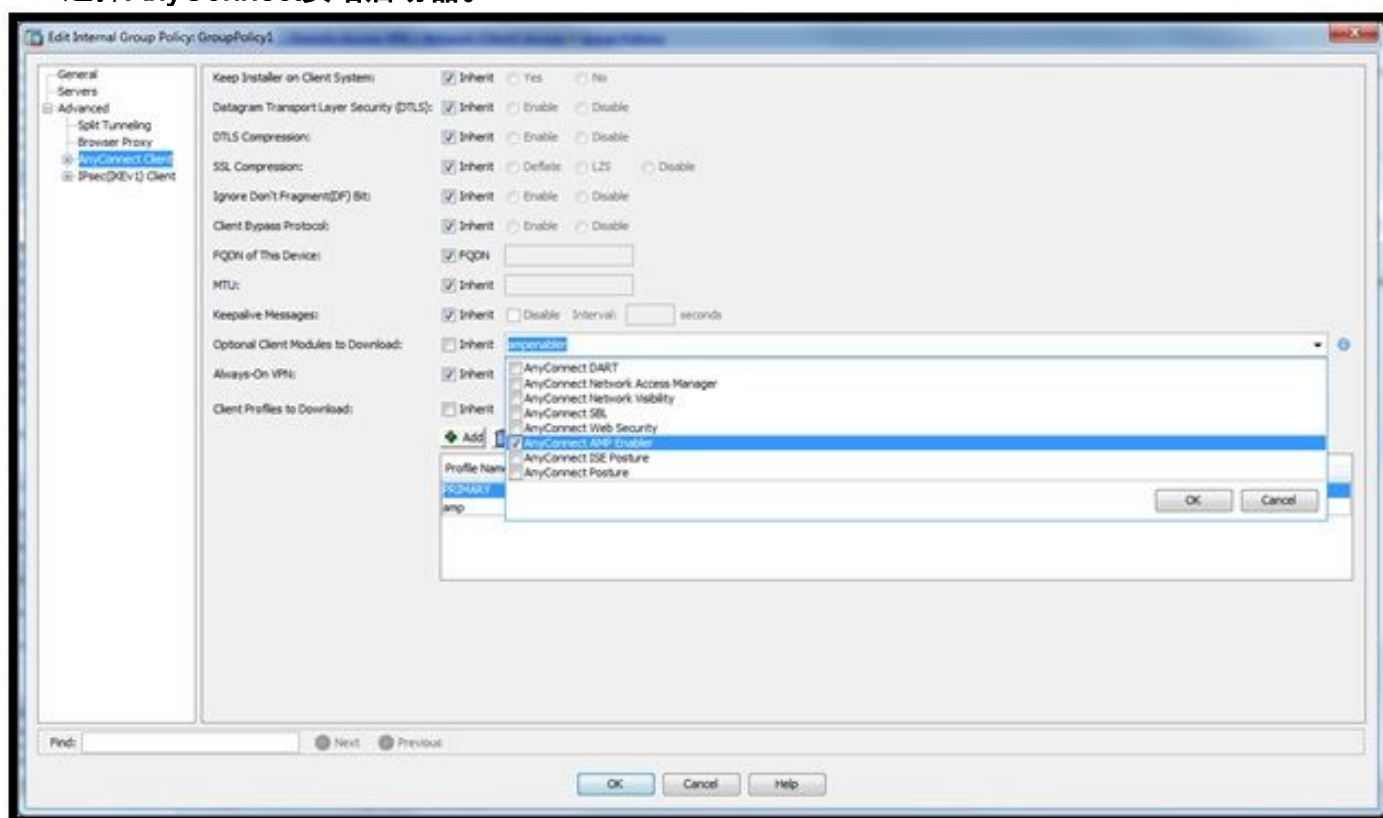 AnyConnect
Edit Internal Group Policy: GroupPolicy1
General
Servers
Advanced
Split Tunneling
Browser Proxy
AnyConnect Client
IPsec(IKEv1) Client
Keep Installer on Client System: Inherit Yes No
Datagram Transport Layer Security (DTLS): Inherit Enable Disable
DTLS Compression: Inherit Enable Disable
SSL Compression: Inherit Deflate LZS Disable
Ignore Don't Fragment(DF) Bit: Inherit Enable Disable
Client Bypass Protocol: Inherit Enable Disable
FQDN of This Device: FQDN
MTU: Inherit
Keepalive Messages: Inherit Disable Interval: seconds
Optional Client Modules to Download: Inherit ampenabler
Always-On VPN: Inherit
Client Profiles to Download: Inherit
AnyConnect DART
AnyConnect Network Access Manager
AnyConnect Network Visibility
AnyConnect SBL
AnyConnect Web Security
AnyConnect AMP Enabler
AnyConnect ISE Posture
AnyConnect Posture
OK Cancel
Add
Profile Name
PRIMARY
amp
Find: Next Previous
OK Cancel Help